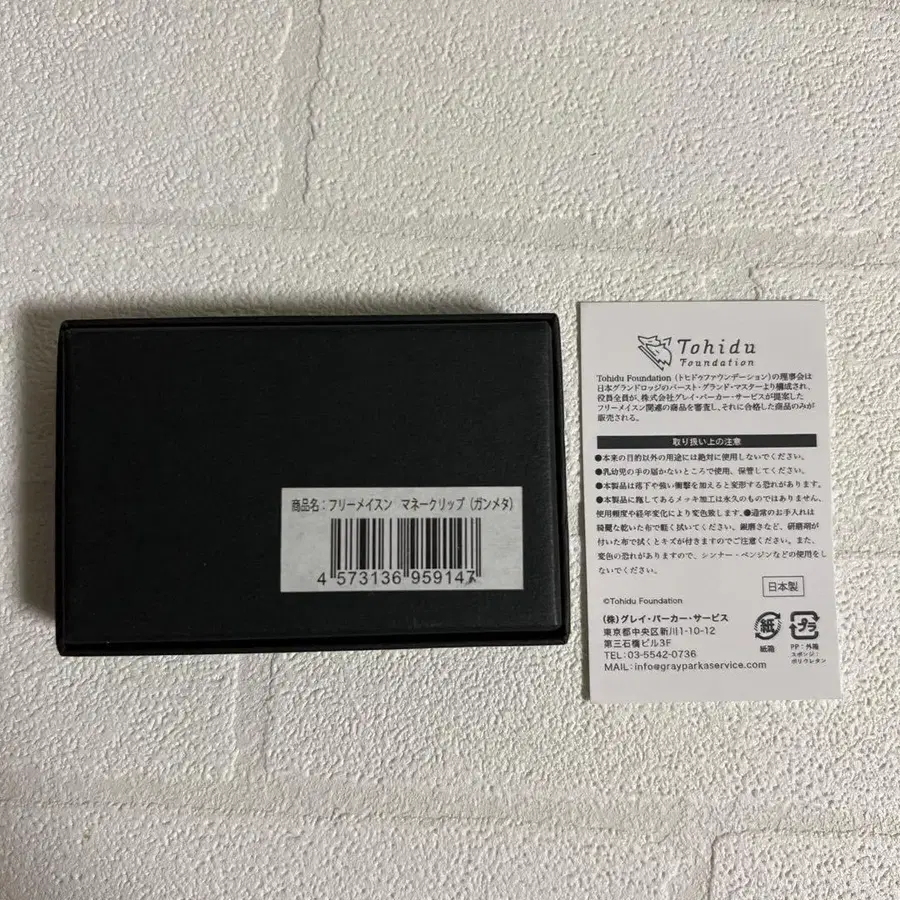 商品名：フリーメイスン マネークリップ（ガンメタ）
4 573136 959147
Tohidu
Foundation
Tohidu Foundation (トヒドゥファウンデーション)の理事会は
日本グランドロッジのパースト・グランド・マスターより構成され、
役員全員が、株式会社グレイ・パーカー・サービスが提案した
フリーメイスン関連の商品を審査し、それに合格した商品のみが
販売される。
取り扱い上の注意
●本来の目的以外の用途には絶対に使用しないでください。
●乳幼児の手の届かないところで使用、保管してください。
●本製品は落下や強い衝撃を加えると変形する恐れがあります。
●本製品に施してあるメッキ加工は永久のものではありません、
使用頻度や経年変化により変色致します。●通常のお手入れは
綺麗な乾いた布で軽く拭いてください。銀磨きなど、研磨剤が
付いた布で拭くとキズが付きますのでご注意ください。また、
変色の恐れがありますので、シンナー・ベンジンなどの使用をし
ないでください。
日本製
©Tohidu Foundation
(株)グレイ・パーカー・サービス
東京都中央区新川1-10-12
第三石橋ビル3F
TEL：03-5542-0736
MAIL：info@grayparkaservice.com
紙
紙箱
プラ
PP：外箱
スポンジ：
ポリウレタン